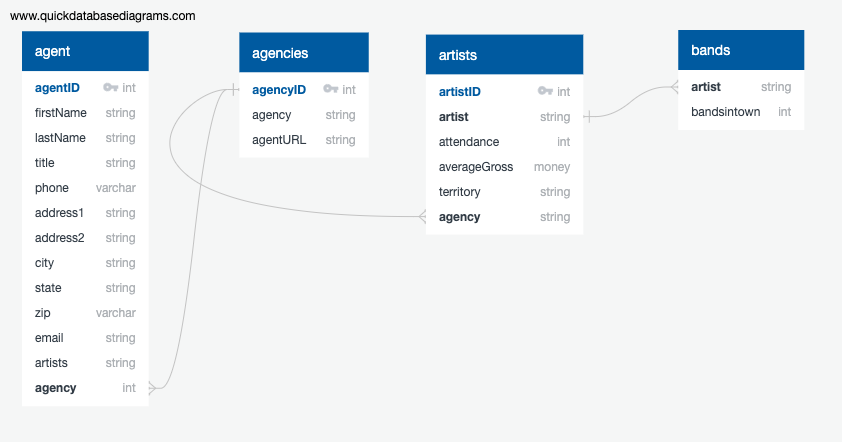 www.quickdatabasediagrams.com
agent
agentID int
firstName string
lastName string
title string
phone varchar
address1 string
address2 string
city string
state string
zip varchar
email string
artists string
agency int
agencies
agencyID int
agency string
agentURL string
artists
artistID int
artist string
attendance int
averageGross money
territory string
agency string
bands
artist string
bandsintown int